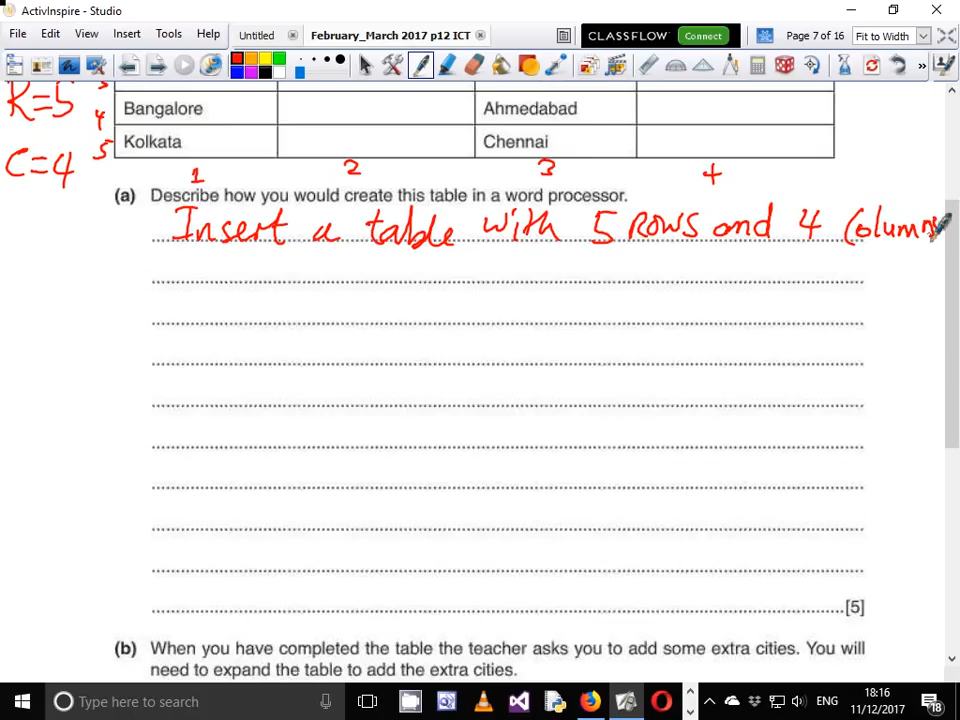 ActivInspire - Studio
File Edit View Insert Tools Help Untitled February_March 2017 p12 ICT CLASSFLOW Connect Page 7 of 16 Fit to Width
R=5
3
4 Bangalore Ahmedabad
5 Kolkata Chennai
C=4
1 2 3 4
(a) Describe how you would create this table in a word processor.
Insert a table with 5 Rows and 4 Columns
[5]
(b) When you have completed the table the teacher asks you to add some extra cities. You will
need to expand the table to add the extra cities.
Type here to search ENG 18:16
11/12/2017 18